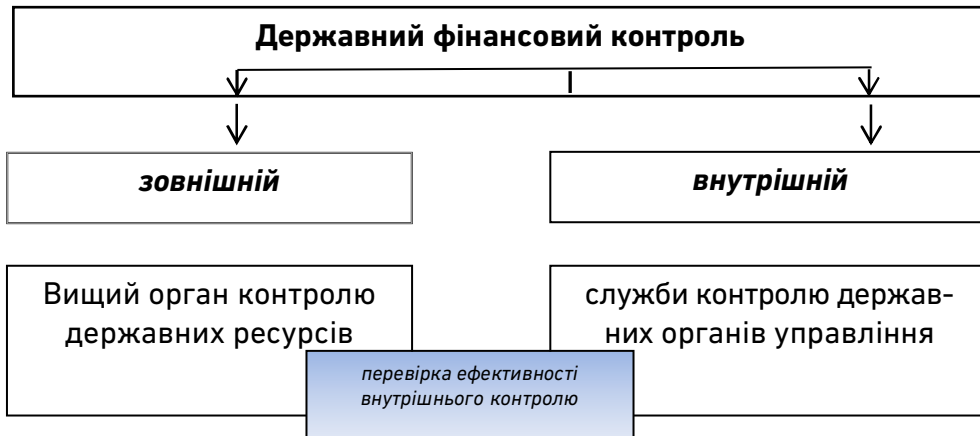 Державний фінансовий контроль
зовнішній
внутрішній
Вищий орган контролю
державних ресурсів
служби контролю держав-
них органів управління
перевірка ефективності
внутрішнього контролю